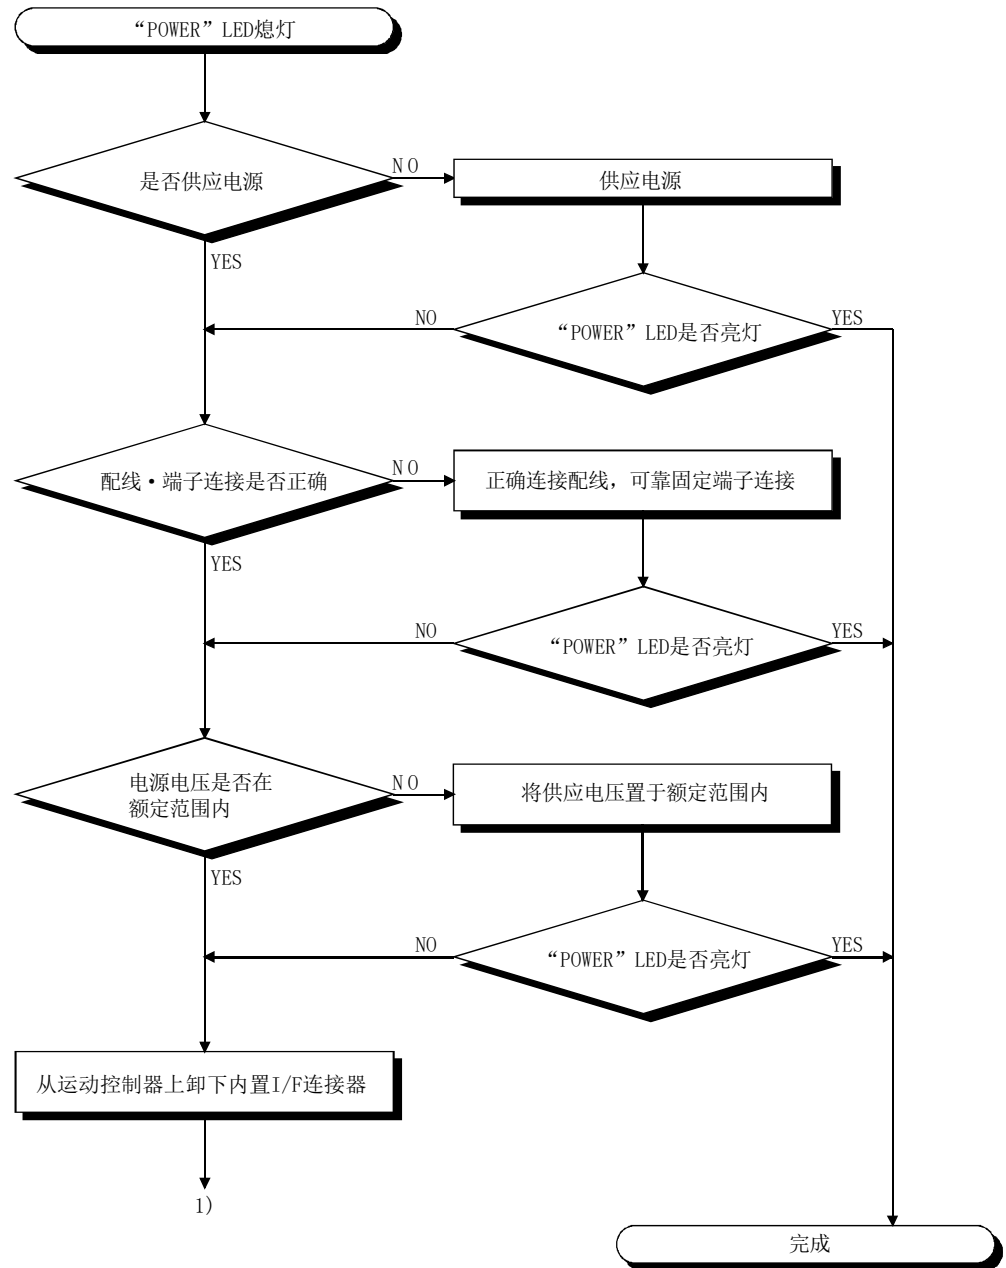 “POWER”LED熄灯
是否供应电源
NO
供应电源
YES
NO
“POWER”LED是否亮灯
YES
配线·端子连接是否正确
NO
正确连接配线，可靠固定端子连接
YES
NO
“POWER”LED是否亮灯
YES
电源电压是否在
额定范围内
NO
将供应电压置于额定范围内
YES
NO
“POWER”LED是否亮灯
YES
从运动控制器上卸下内置I/F连接器
1)
完成